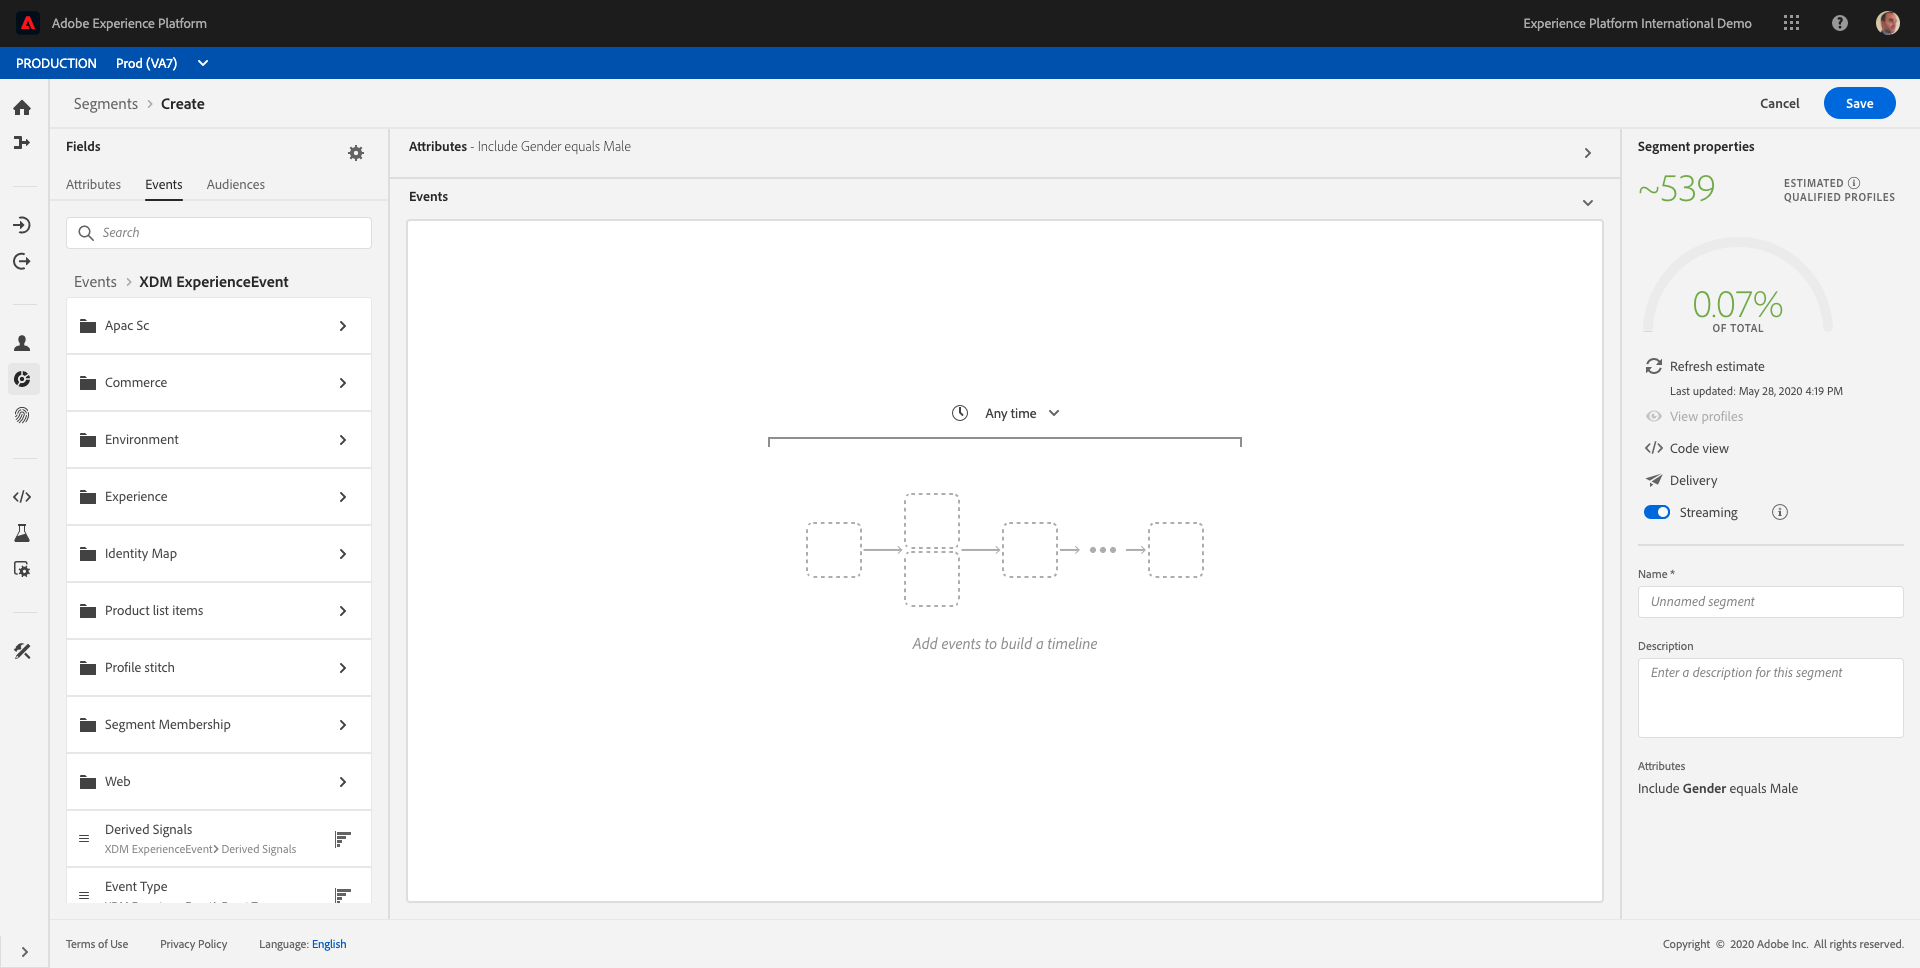 Adobe Experience Platform
Experience Platform International Demo
PRODUCTION Prod (VA7)
Segments > Create
Cancel
Save
Fields
Attributes Events Audiences
Search
Events > XDM ExperienceEvent
Apac Sc
Commerce
Environment
Experience
Identity Map
Product list items
Profile stitch
Segment Membership
Web
Derived Signals
XDM ExperienceEvent> Derived Signals
Event Type
Attributes - Include Gender equals Male
Events
Any time
Add events to build a timeline
Segment properties
~539
ESTIMATED
QUALIFIED PROFILES
0.07%
OF TOTAL
Refresh estimate
Last updated: May 28, 2020 4:19 PM
View profiles
Code view
Delivery
Streaming
Name *
Unnamed segment
Description
Enter a description for this segment
Attributes
Include Gender equals Male
Terms of Use Privacy Policy Language: English
Copyright © 2020 Adobe Inc. All rights reserved.